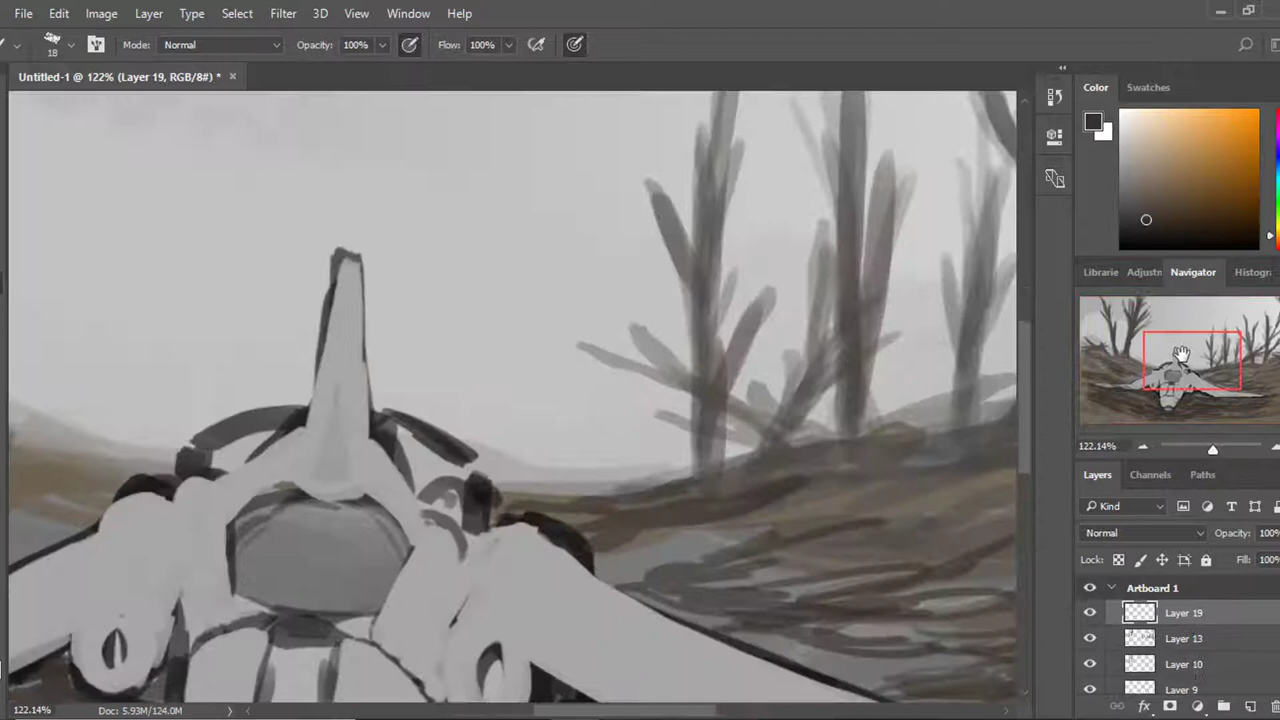 File Edit Image Layer Type Select Filter 3D View Window Help
18 Mode: Normal Opacity: 100% Flow: 100%
Untitled-1 @ 122% (Layer 19, RGB/8#) *
Color Swatches
Librarie Adjustn Navigator Histogra
122.14%
Layers Channels Paths
Kind
Normal Opacity: 100%
Lock: Fill: 100%
Artboard 1
Layer 19
Layer 13
Layer 10
Layer 9
122.14% Doc: 5.93M/124.0M